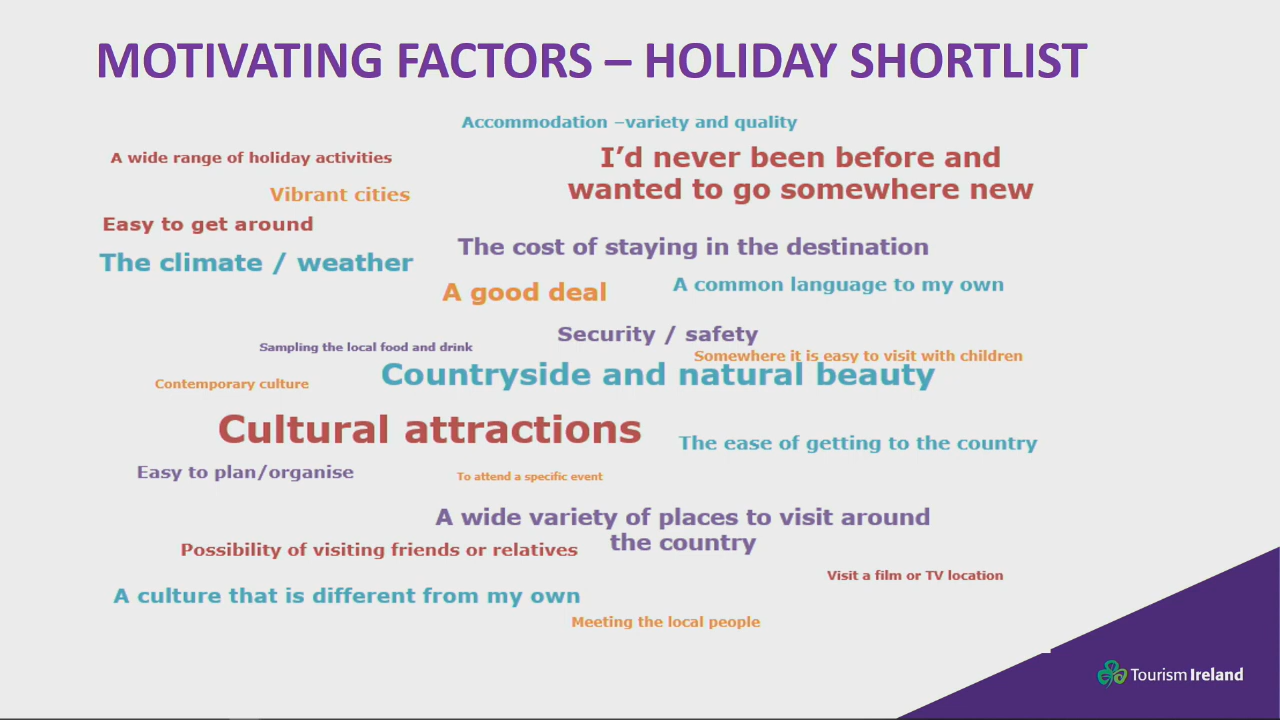 MOTIVATING FACTORS – HOLIDAY SHORTLIST
Accommodation –variety and quality
A wide range of holiday activities
I'd never been before and
wanted to go somewhere new
Vibrant cities
Easy to get around
The cost of staying in the destination
The climate / weather
A good deal
A common language to my own
Security / safety
Sampling the local food and drink
Somewhere it is easy to visit with children
Countryside and natural beauty
Contemporary culture
Cultural attractions
The ease of getting to the country
Easy to plan/organise
To attend a specific event
A wide variety of places to visit around
the country
Possibility of visiting friends or relatives
Visit a film or TV location
A culture that is different from my own
Meeting the local people
Tourism Ireland